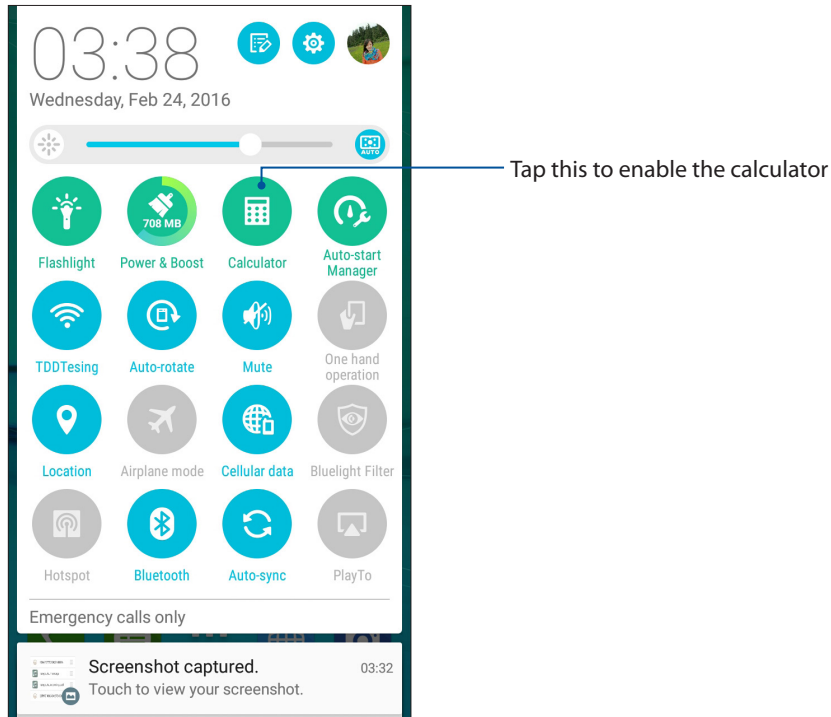 03:38
Wednesday, Feb 24, 2016
AUTO
Tap this to enable the calculator
708 MB
Flashlight Power & Boost Calculator Auto-start
Manager
TDDTesing Auto-rotate Mute One hand
operation
Location Airplane mode Cellular data Bluelight Filter
Hotspot Bluetooth Auto-sync PlayTo
Emergency calls only
Screenshot captured. 03:32
Touch to view your screenshot.